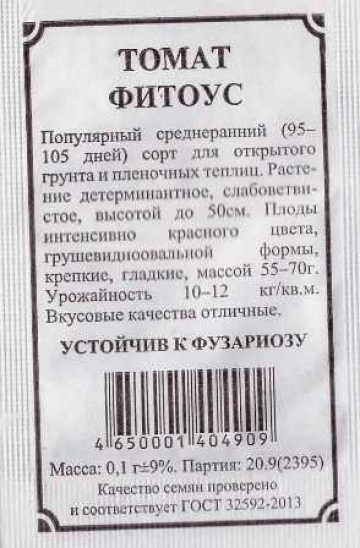 ТОМАТ
ФИТОУС
Популярный среднеранний (95–
105 дней) сорт для открытого
грунта и пленочных теплиц. Расте-
ние детерминантное, слабоветви-
стое, высотой до 50см. Плоды
интенсивно красного цвета,
грушевидноовальной формы,
крепкие, гладкие, массой 55–70г.
Урожайность 10–12 кг/кв.м.
Вкусовые качества отличные.
УСТОЙЧИВ К ФУЗАРИОЗУ
4 650001 404909
Масса: 0,1 г±9%. Партия: 20.9(2395)
Качество семян проверено
и соответствует ГОСТ 32592-2013